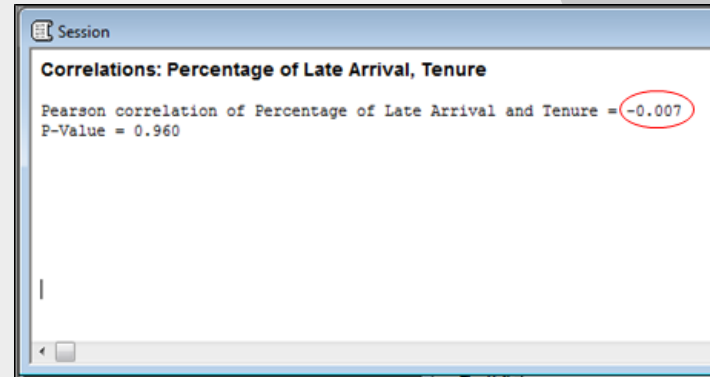 Session
Correlations: Percentage of Late Arrival, Tenure
Pearson correlation of Percentage of Late Arrival and Tenure = -0.007
P-Value = 0.960